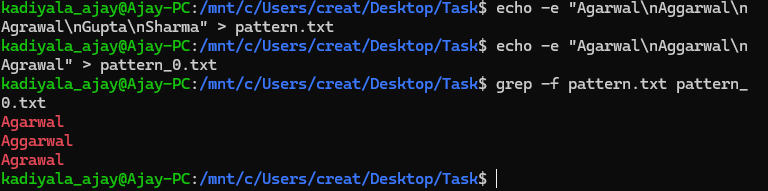 kadiyala_ajay@Ajay-PC:/mnt/c/Users/creat/Desktop/Task$ echo -e "Agarwal\nAggarwal\n
Agrawal\nGupta\nSharma" > pattern.txt
kadiyala_ajay@Ajay-PC:/mnt/c/Users/creat/Desktop/Task$ echo -e "Agarwal\nAggarwal\n
Agrawal" > pattern_0.txt
kadiyala_ajay@Ajay-PC:/mnt/c/Users/creat/Desktop/Task$ grep -f pattern.txt pattern_
0.txt
Agarwal
Aggarwal
Agrawal
kadiyala_ajay@Ajay-PC:/mnt/c/Users/creat/Desktop/Task$